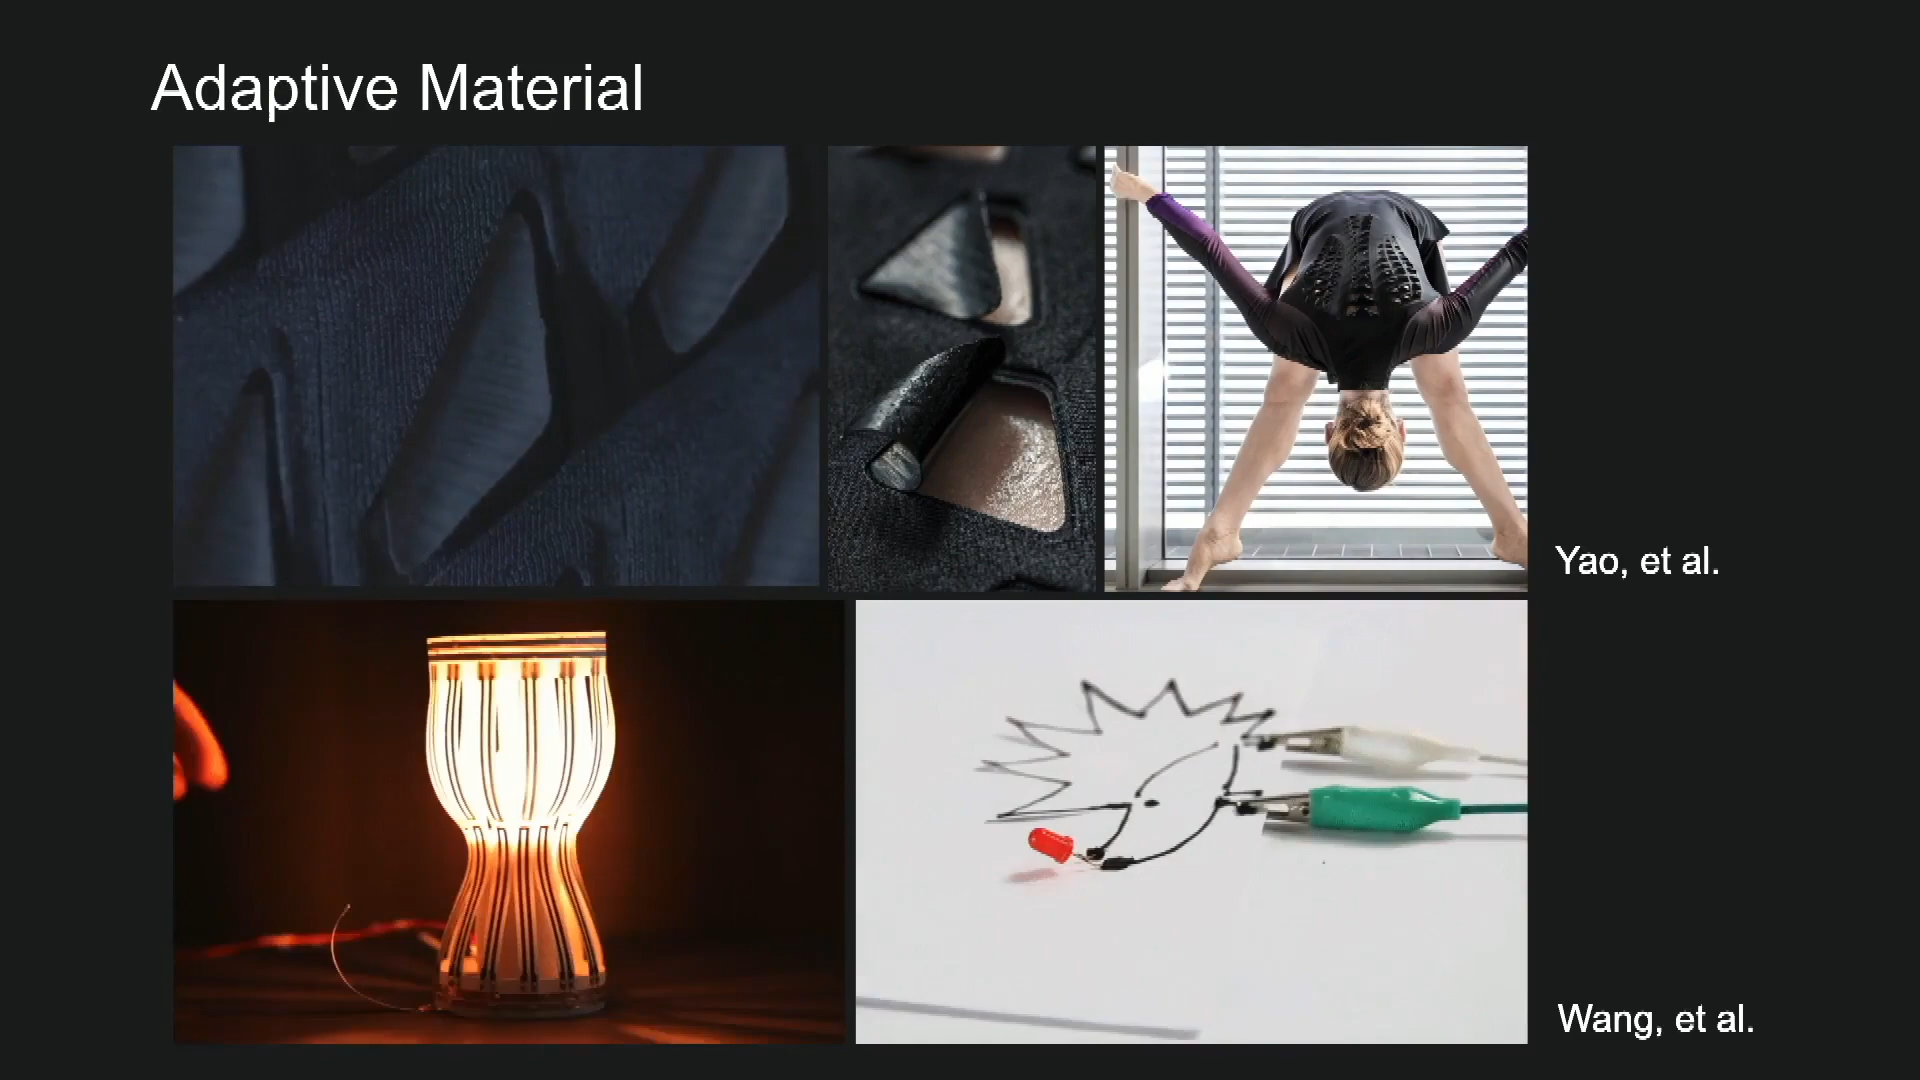 Adaptive Material
Yao, et al.
Wang, et al.